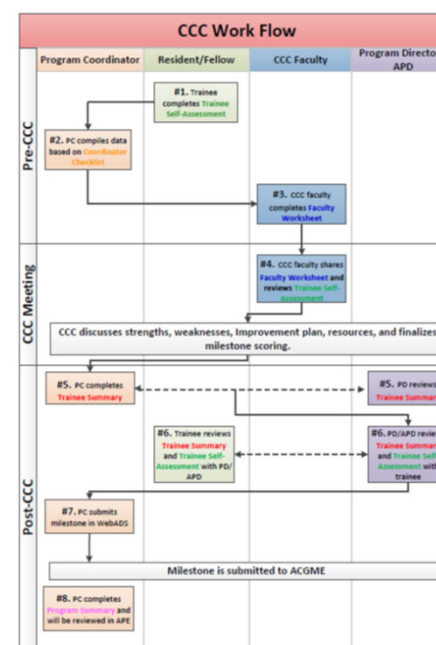 CCC Work Flow
Program Coordinator
Resident/Fellow
CCC Faculty
Program Directo
APD
Pre-CCC
#1. Trainee
completes Trainee
Self-Assessment
#2. PC compiles data
based on Coordinator
Checklist
#3. CCC faculty
completes Faculty
Worksheet
CCC Meeting
#4. CCC faculty shares
Faculty Worksheet and
reviews Trainee Self-
Assessment
CCC discusses strengths, weaknesses, Improvement plan, resources, and finalizes
milestone scoring.
Post-CCC
#5. PC completes
Trainee Summary
#5. PD reviews
Trainee Summar
#6. Trainee reviews
Trainee Summary
and Trainee Self-
Assessment with PD/
APD
#6. PD/APD revie
Trainee Summar
and Trainee Self
Assessment with
trainee
#7. PC submits
milestone in WebADS
Milestone is submitted to ACGME
#8. PC completes
Program Summary and
will be reviewed in APE